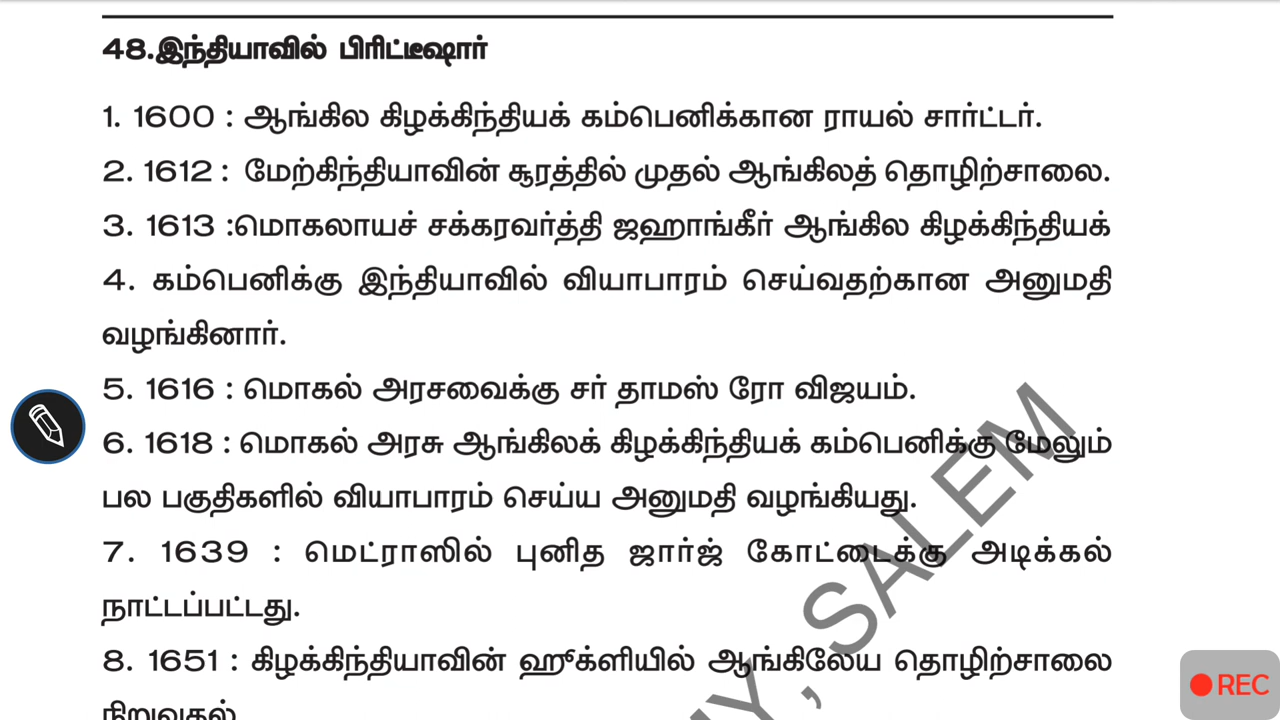 48.இந்தியாவில் பிரிட்டீஷார்
1. 1600 : ஆங்கில கிழக்கிந்தியக் கம்பெனிக்கான ராயல் சார்ட்டர்.
2. 1612 : மேற்கிந்தியாவின் சூரத்தில் முதல் ஆங்கிலத் தொழிற்சாலை.
3. 1613 :மொகலாயச் சக்கரவர்த்தி ஜஹாங்கீர் ஆங்கில கிழக்கிந்தியக்
4. கம்பெனிக்கு இந்தியாவில் வியாபாரம் செய்வதற்கான அனுமதி
வழங்கினார்.
5. 1616 : மொகல் அரசவைக்கு சர் தாமஸ் ரோ விஜயம்.
6. 1618 : மொகல் அரசு ஆங்கிலக் கிழக்கிந்தியக் கம்பெனிக்கு மேலும்
பல பகுதிகளில் வியாபாரம் செய்ய அனுமதி வழங்கியது.
7. 1639 : மெட்ராஸில் புனித ஜார்ஜ் கோட்டைக்கு அடிக்கல்
நாட்டப்பட்டது.
8. 1651 : கிழக்கிந்தியாவின் ஹூக்ளியில் ஆங்கிலேய தொழிற்சாலை
, SALEM
REC